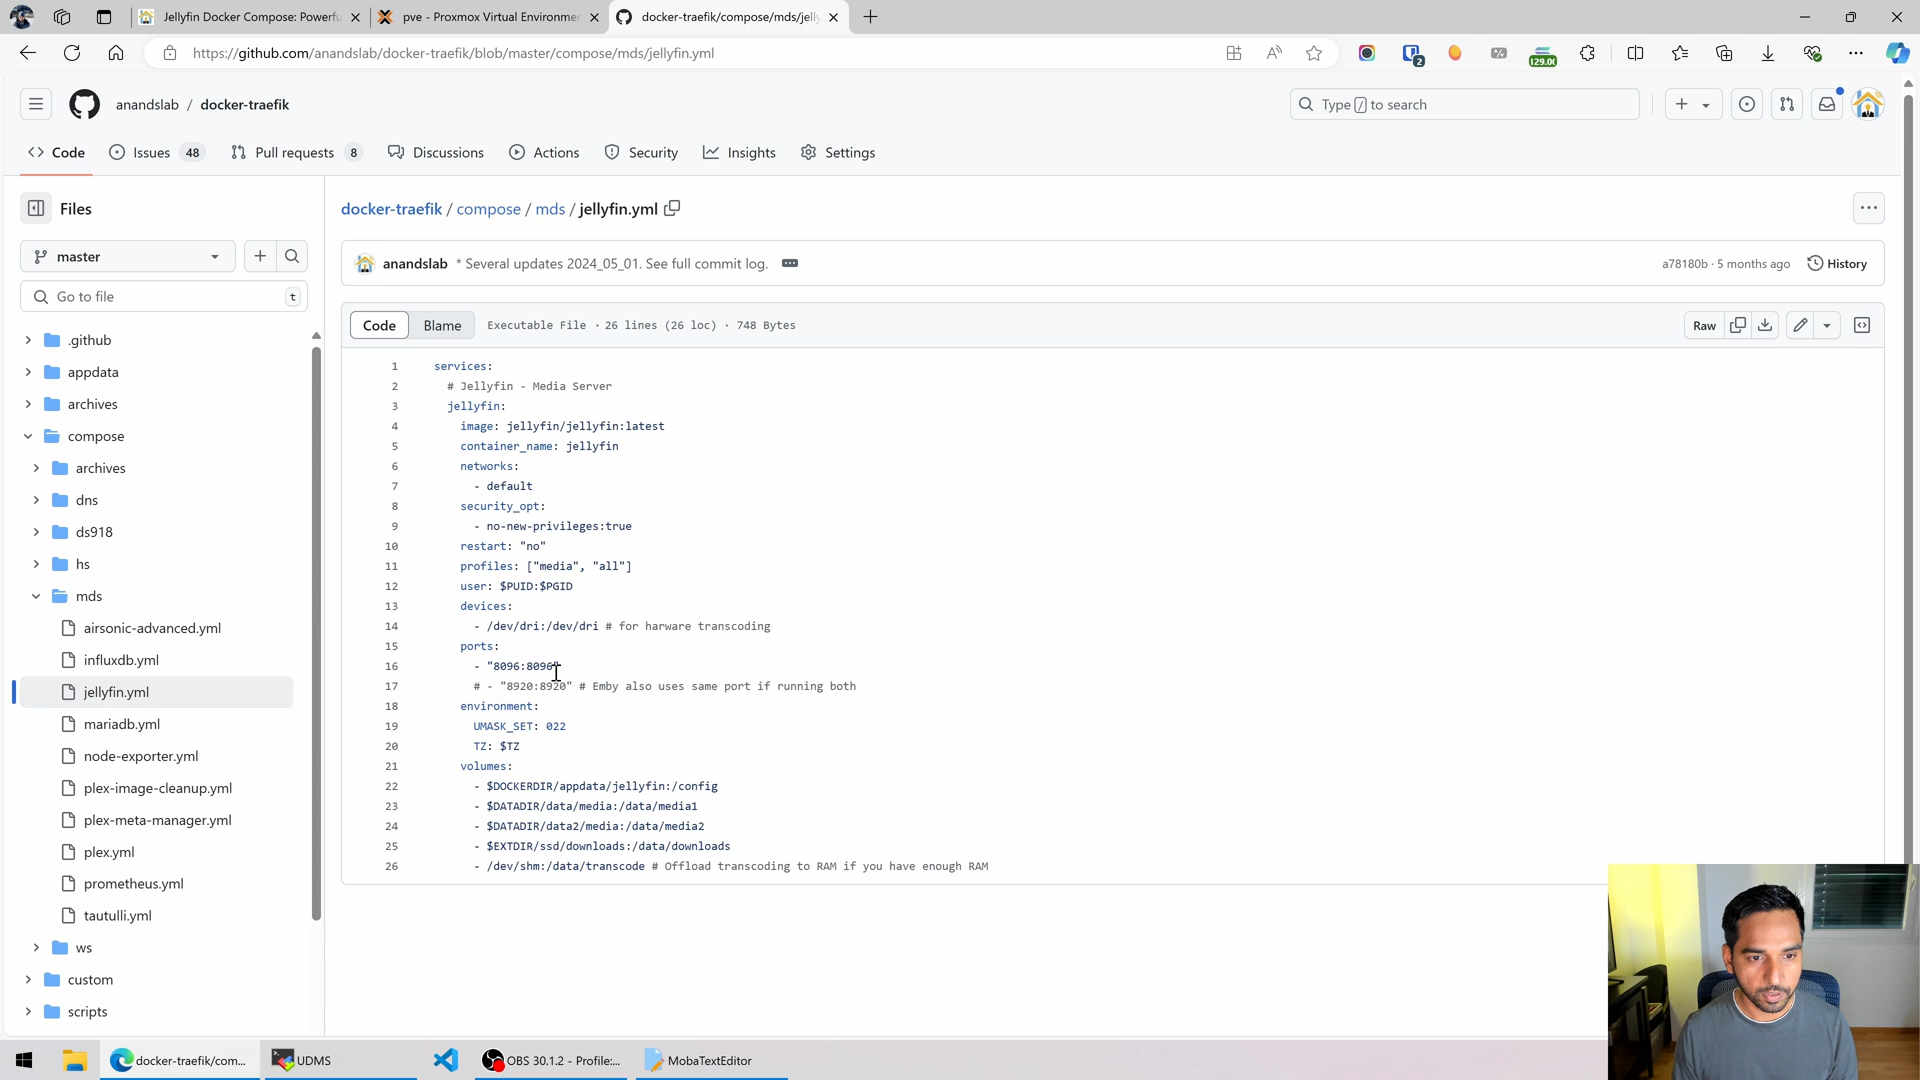 Jellyfin Docker Compose: Powerfu
pve - Proxmox Virtual Environmen
docker-traefik/compose/mds/jelly
https://github.com/anandslab/docker-traefik/blob/master/compose/mds/jellyfin.yml
2
129.00
anandslab / docker-traefik
Type / to search
Code
Issues 48
Pull requests 8
Discussions
Actions
Security
Insights
Settings
Files
master
Go to file t
.github
appdata
archives
compose
archives
dns
ds918
hs
mds
airsonic-advanced.yml
influxdb.yml
jellyfin.yml
mariadb.yml
node-exporter.yml
plex-image-cleanup.yml
plex-meta-manager.yml
plex.yml
prometheus.yml
tautulli.yml
ws
custom
scripts
docker-traefik / compose / mds / jellyfin.yml
anandslab * Several updates 2024_05_01. See full commit log.
a78180b · 5 months ago History
Code Blame Executable File · 26 lines (26 loc) · 748 Bytes
Raw
1 services:
2 # Jellyfin - Media Server
3 jellyfin:
4 image: jellyfin/jellyfin:latest
5 container_name: jellyfin
6 networks:
7 - default
8 security_opt:
9 - no-new-privileges:true
10 restart: "no"
11 profiles: ["media", "all"]
12 user: $PUID:$PGID
13 devices:
14 - /dev/dri:/dev/dri # for harware transcoding
15 ports:
16 - "8096:8096"
17 # - "8920:8920" # Emby also uses same port if running both
18 environment:
19 UMASK_SET: 022
20 TZ: $TZ
21 volumes:
22 - $DOCKERDIR/appdata/jellyfin:/config
23 - $DATADIR/data/media:/data/media1
24 - $DATADIR/data2/media:/data/media2
25 - $EXTDIR/ssd/downloads:/data/downloads
26 - /dev/shm:/data/transcode # Offload transcoding to RAM if you have enough RAM
docker-traefik/com...
UDMS
OBS 30.1.2 - Profile:...
MobaTextEditor